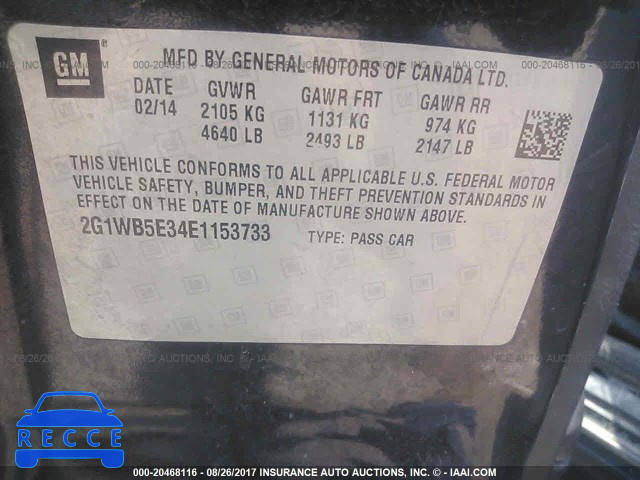 GM
MFD BY GENERAL MOTORS OF CANADA LTD.
DATE GVWR GAWR FRT GAWR RR
02/14 2105 KG 1131 KG 974 KG
4640 LB 2493 LB 2147 LB
THIS VEHICLE CONFORMS TO ALL APPLICABLE U.S. FEDERAL MOTOR
VEHICLE SAFETY, BUMPER, AND THEFT PREVENTION STANDARDS IN
EFFECT ON THE DATE OF MANUFACTURE SHOWN ABOVE.
2G1WB5E34E1153733 TYPE: PASS CAR
RECCE
000-20468116 - 08/26/2017 INSURANCE AUTO AUCTIONS, INC. - IAAI.COM